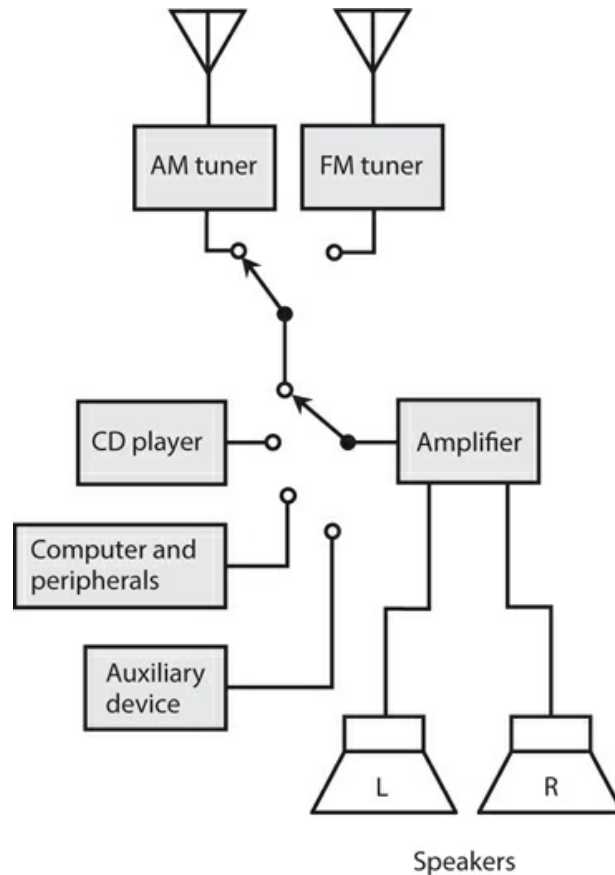 AM tuner
FM tuner
CD player
Amplifier
Computer and
peripherals
Auxiliary
device
L
R
Speakers